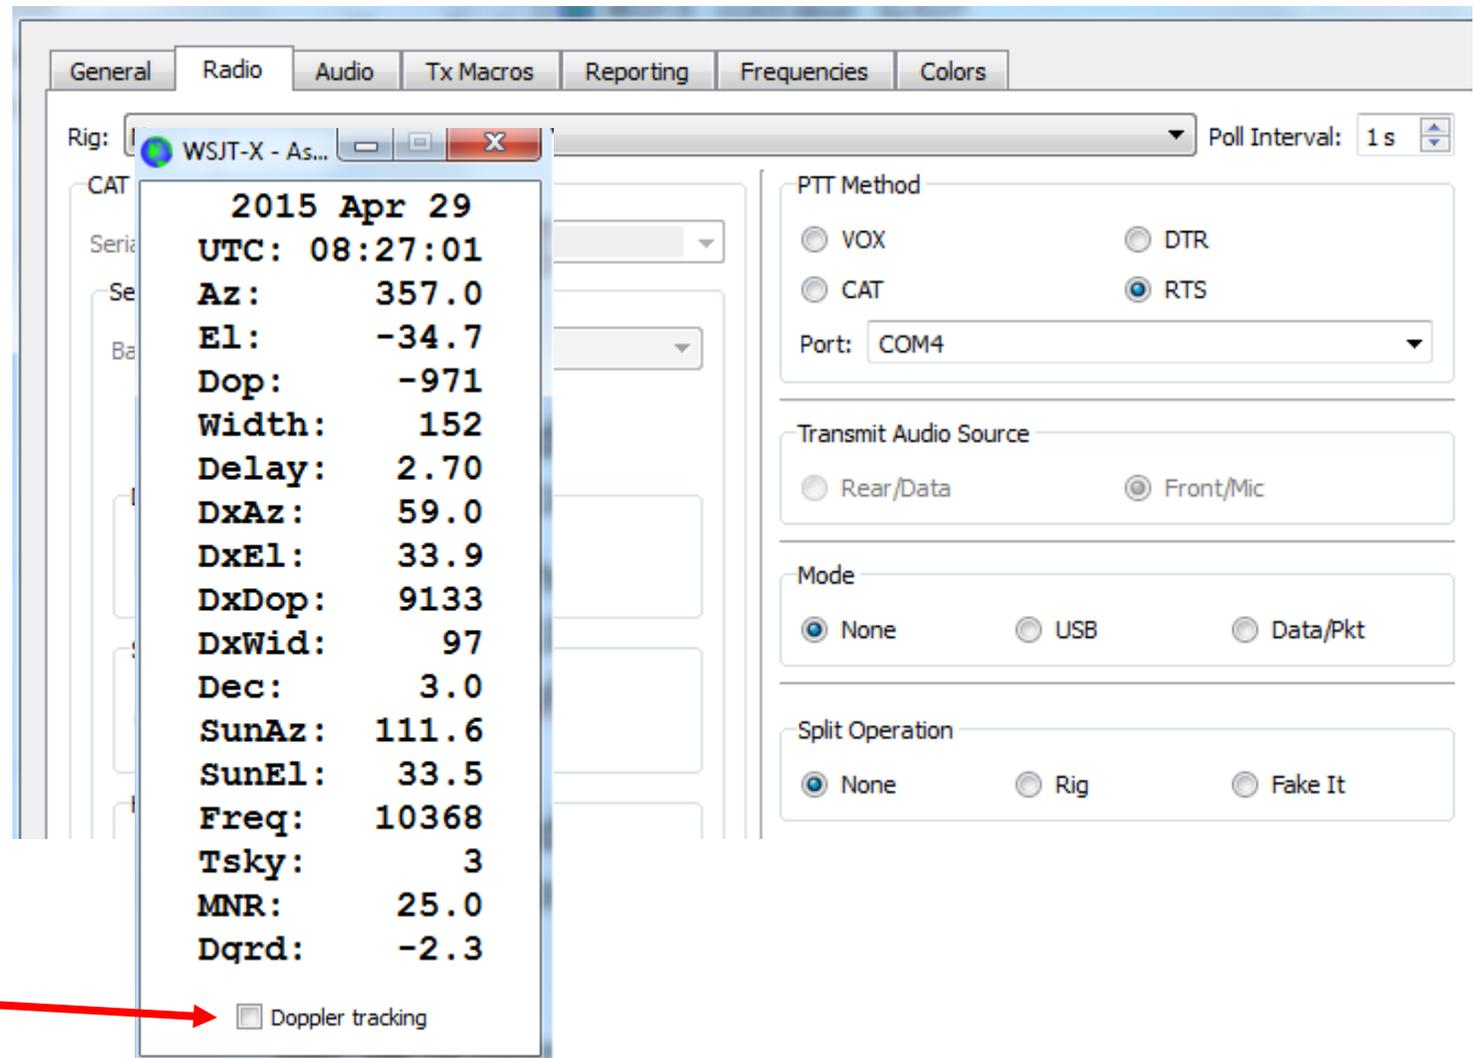 General Radio Audio Tx Macros Reporting Frequencies Colors
Rig: Poll Interval: 1 s
WSJT-X - As...
2015 Apr 29
UTC: 08:27:01
Az: 357.0
El: -34.7
Dop: -971
Width: 152
Delay: 2.70
DxAz: 59.0
DxEl: 33.9
DxDop: 9133
DxWid: 97
Dec: 3.0
SunAz: 111.6
SunEl: 33.5
Freq: 10368
Tsky: 3
MNR: 25.0
Dgrd: -2.3
Doppler tracking
CAT
PTT Method
VOX DTR
CAT RTS
Port: COM4
Transmit Audio Source
Rear/Data Front/Mic
Mode
None USB Data/Pkt
Split Operation
None Rig Fake It